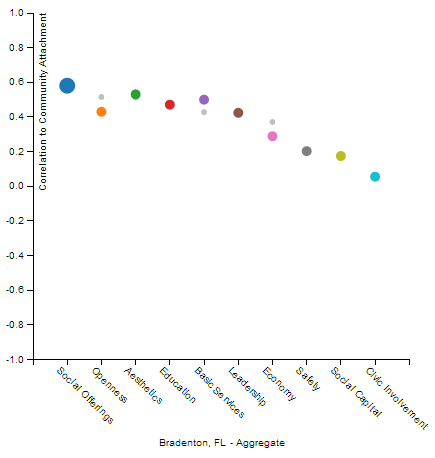 Correlation to Community Attachment
1.0
0.8
0.6
0.4
0.2
0.0
-0.2
-0.4
-0.6
-0.8
-1.0
Social Offerings
Openness
Aesthetics
Education
Basic Services
Leadership
Economy
Safety
Social Capital
Civic Involvement
Bradenton, FL - Aggregate